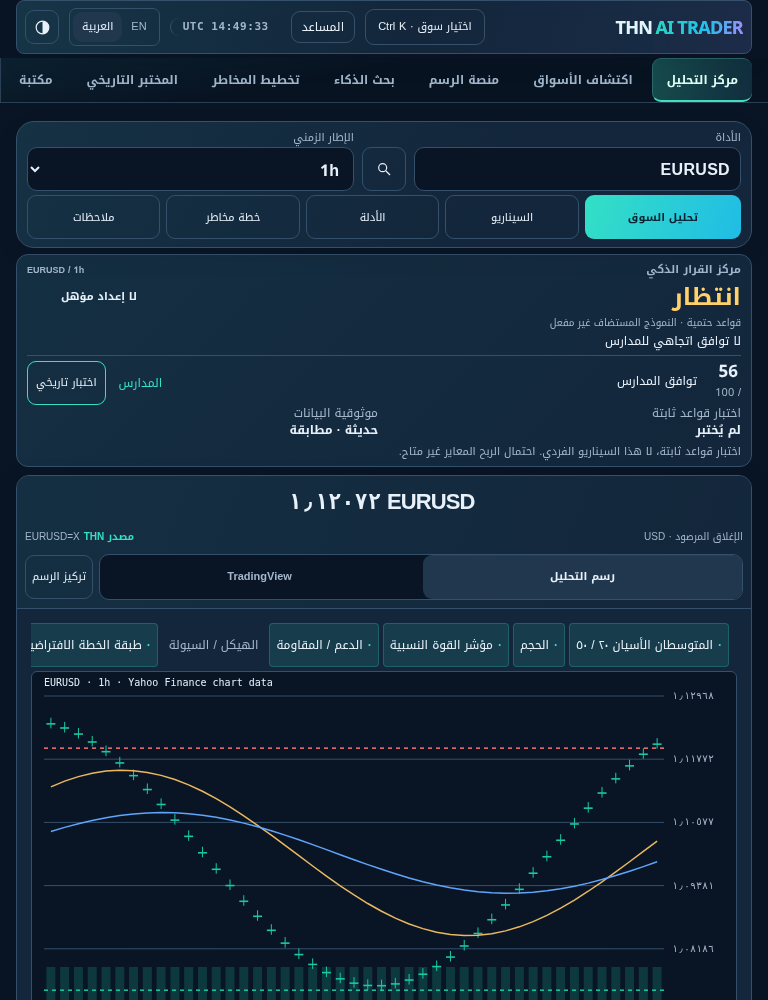 THN AI TRADER
اختيار سوق · Ctrl K
المساعد
UTC 14:49:33
EN
العربية
مركز التحليل
اكتشاف الأسواق
منصة الرسم
بحث الذكاء
تخطيط المخاطر
المختبر التاريخي
مكتبة
الأداة
الإطار الزمني
EURUSD
1h
تحليل السوق
السيناريو
الأدلة
خطة مخاطر
ملاحظات
مركز القرار الذكي
EURUSD / 1h
انتظار
لا إعداد مؤهل
قواعد حتمية · النموذج المستضاف غير مفعل
لا توافق اتجاهي للمدارس
56
/ 100
توافق المدارس
المدارس
اختبار تاريخي
اختبار قواعد ثابتة
لم يُختبر
موثوقية البيانات
حديثة · مطابقة
اختبار قواعد ثابتة، لا هذا السيناريو الفردي. احتمال الربح المعاير غير متاح.
EURUSD ١٫١٢٠٧٢
الإغلاق المرصود · USD
مصدر THN EURUSD=X
رسم التحليل
TradingView
تركيز الرسم
· المتوسطان الأسيان ٢٠ / ٥٠
· الحجم
· مؤشر القوة النسبية
· الدعم / المقاومة
الهيكل / السيولة
· طبقة الخطة
EURUSD · 1h · Yahoo Finance chart data
١٫١٢٩٦٨
١٫١١٧٧٢
١٫١٠٥٧٧
١٫٠٩٣٨١
١٫٠٨١٨٦